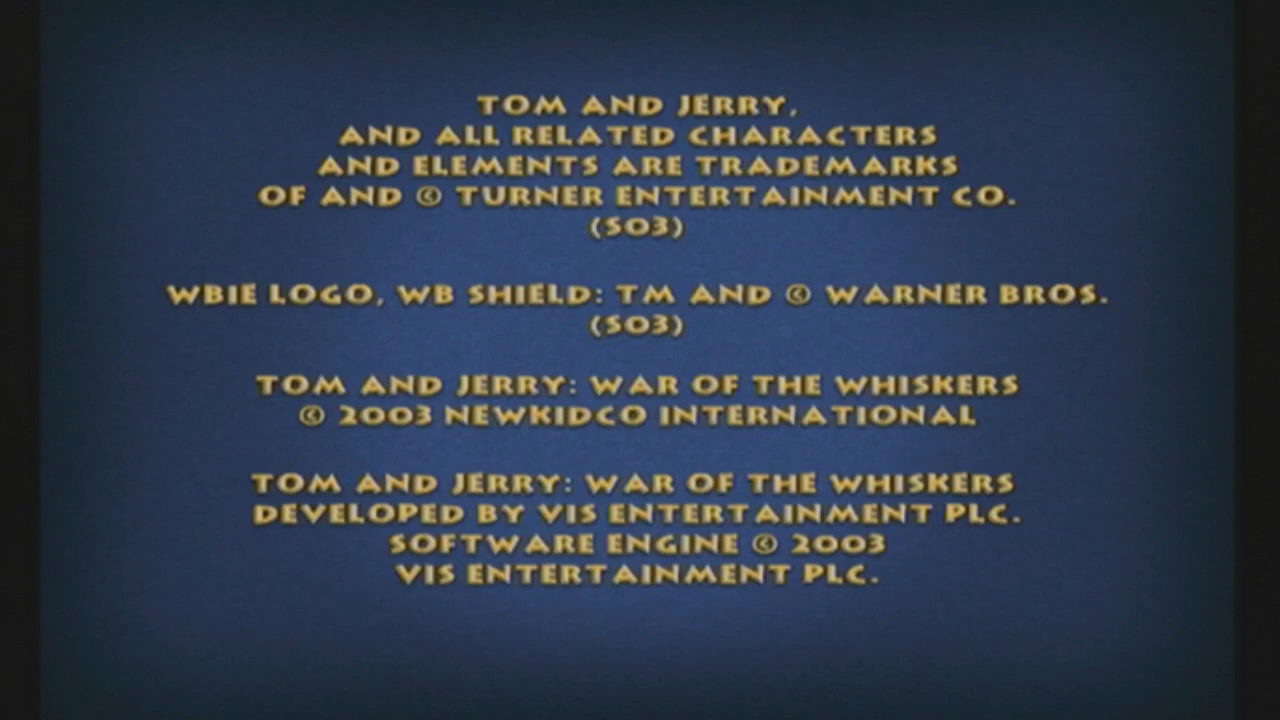 TOM AND JERRY,
AND ALL RELATED CHARACTERS
AND ELEMENTS ARE TRADEMARKS
OF AND © TURNER ENTERTAINMENT CO.
(S03)
WBIE LOGO, WB SHIELD: TM AND © WARNER BROS.
(S03)
TOM AND JERRY: WAR OF THE WHISKERS
© 2003 NEWKIDCO INTERNATIONAL
TOM AND JERRY: WAR OF THE WHISKERS
DEVELOPED BY VIS ENTERTAINMENT PLC.
SOFTWARE ENGINE © 2003
VIS ENTERTAINMENT PLC.